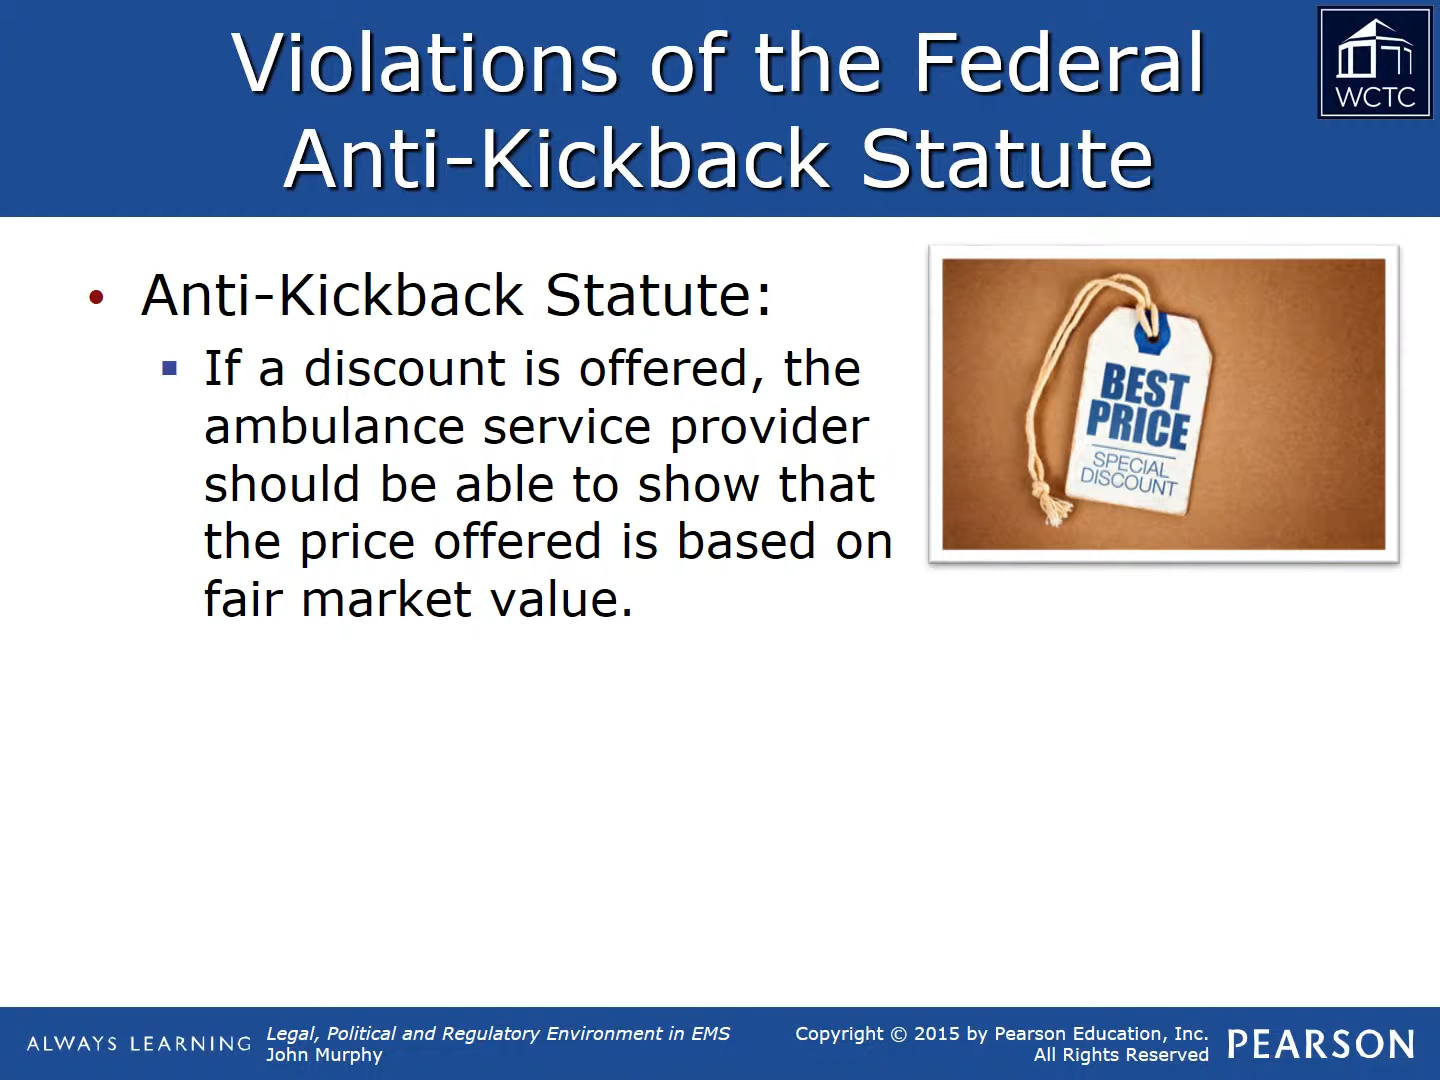 Violations of the Federal
Anti-Kickback Statute
WCTC
• Anti-Kickback Statute:
▪ If a discount is offered, the
ambulance service provider
should be able to show that
the price offered is based on
fair market value.
BEST
PRICE
SPECIAL
DISCOUNT
ALWAYS LEARNING
Legal, Political and Regulatory Environment in EMS
John Murphy
Copyright © 2015 by Pearson Education, Inc.
All Rights Reserved
PEARSON